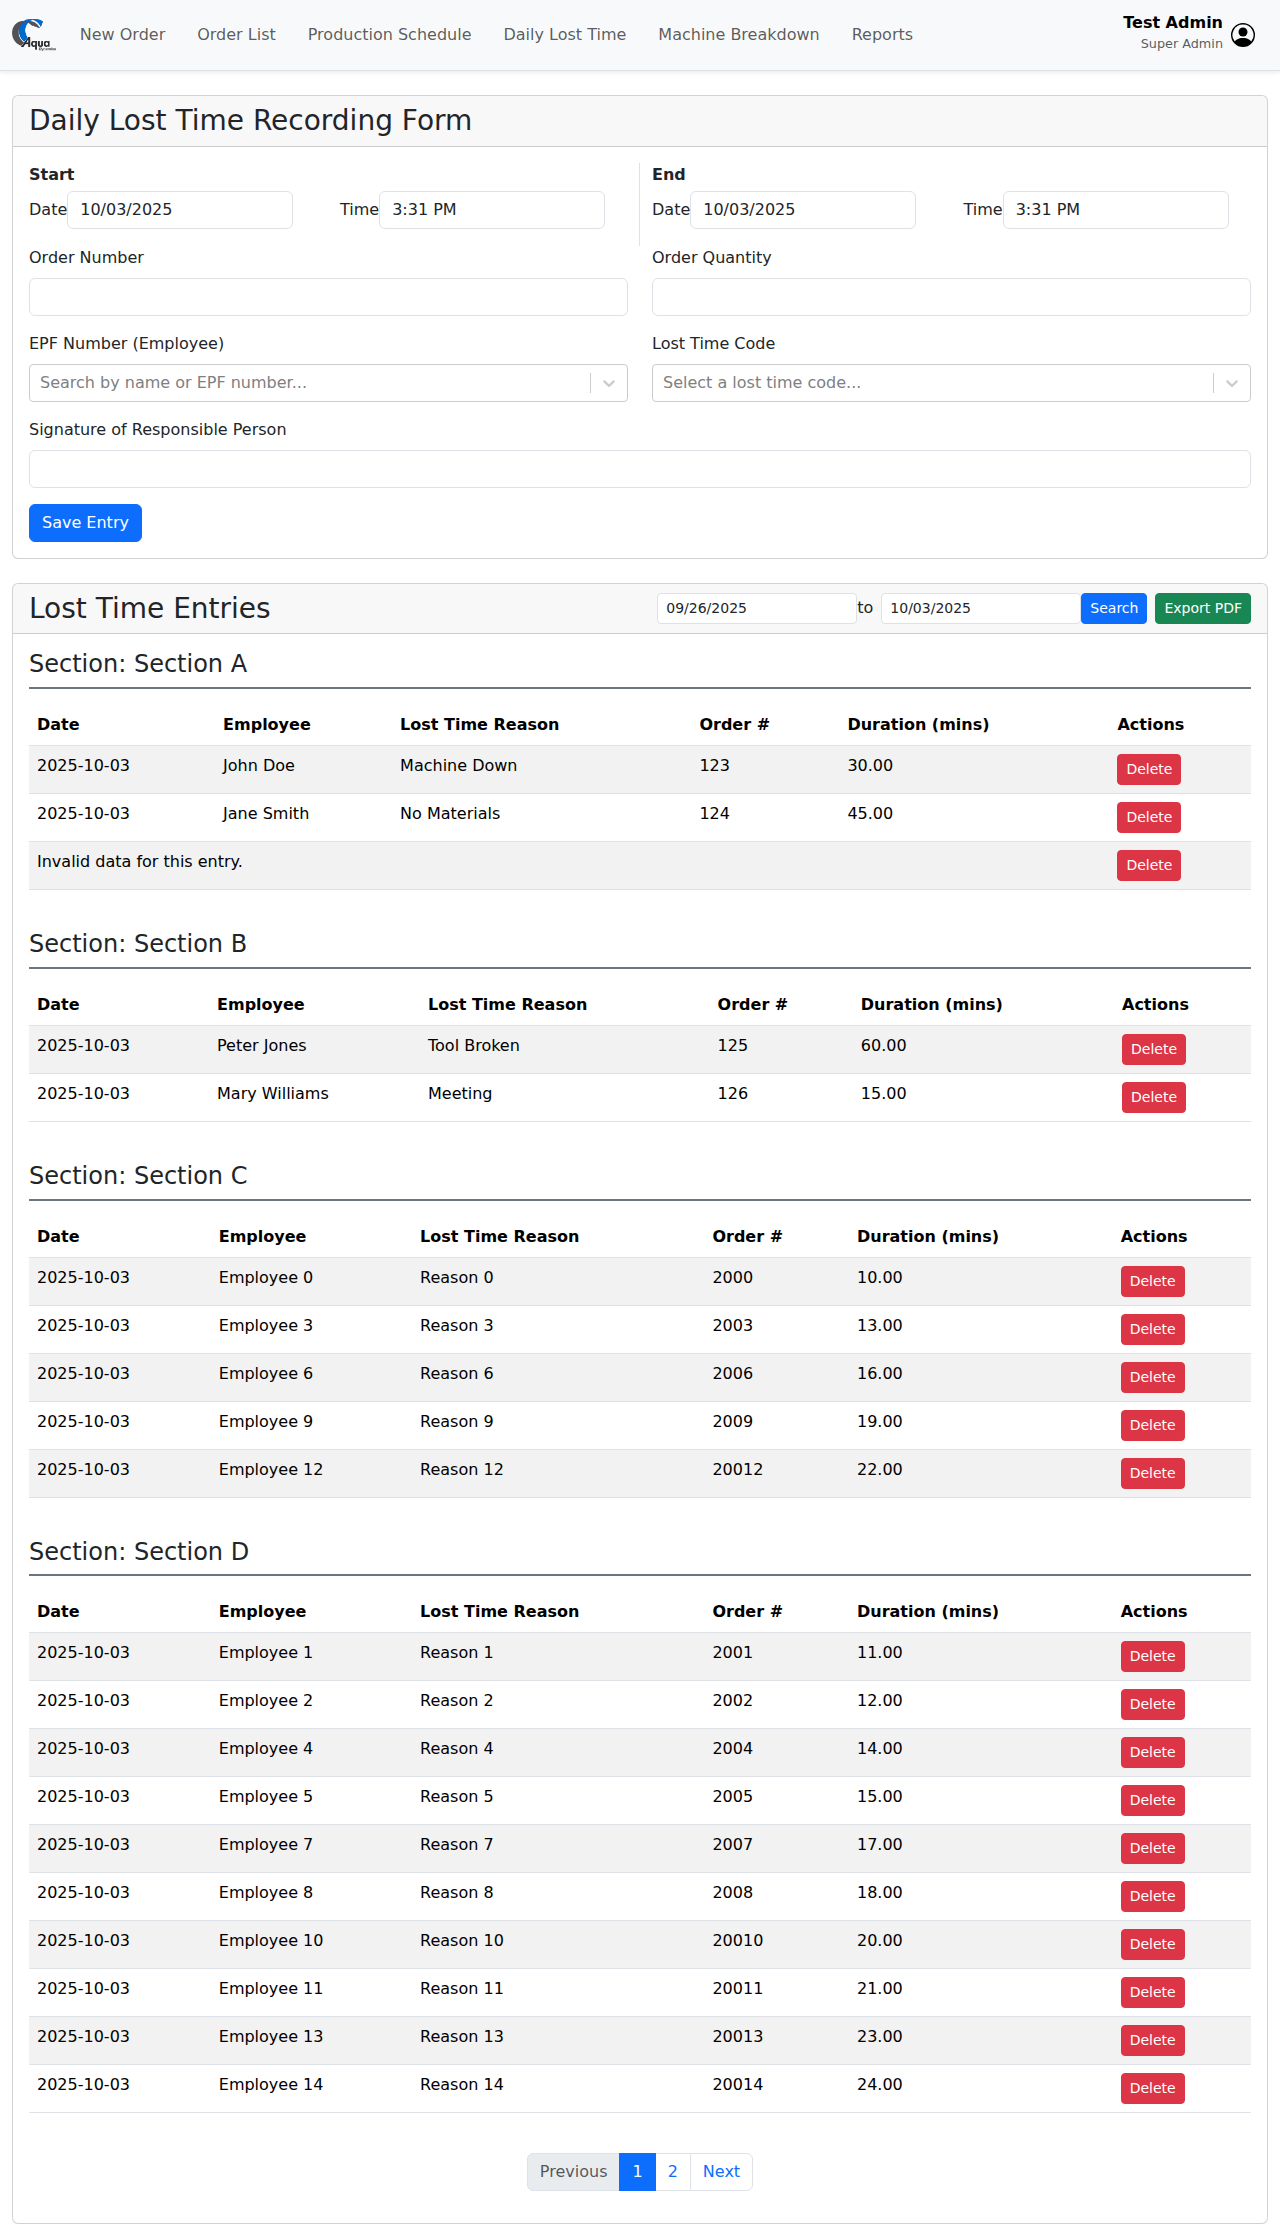 Aqua
New Order Order List Production Schedule Daily Lost Time Machine Breakdown Reports
Test Admin
Super Admin
Daily Lost Time Recording Form
Start End
Date 10/03/2025 Time 3:31 PM Date 10/03/2025 Time 3:31 PM
Order Number Order Quantity
EPF Number (Employee) Lost Time Code
Search by name or EPF number... Select a lost time code...
Signature of Responsible Person
Save Entry
Lost Time Entries 09/26/2025 to 10/03/2025 Search Export PDF
Section: Section A
Date Employee Lost Time Reason Order # Duration (mins) Actions
2025-10-03 John Doe Machine Down 123 30.00 Delete
2025-10-03 Jane Smith No Materials 124 45.00 Delete
Invalid data for this entry. Delete
Section: Section B
Date Employee Lost Time Reason Order # Duration (mins) Actions
2025-10-03 Peter Jones Tool Broken 125 60.00 Delete
2025-10-03 Mary Williams Meeting 126 15.00 Delete
Section: Section C
Date Employee Lost Time Reason Order # Duration (mins) Actions
2025-10-03 Employee 0 Reason 0 2000 10.00 Delete
2025-10-03 Employee 3 Reason 3 2003 13.00 Delete
2025-10-03 Employee 6 Reason 6 2006 16.00 Delete
2025-10-03 Employee 9 Reason 9 2009 19.00 Delete
2025-10-03 Employee 12 Reason 12 20012 22.00 Delete
Section: Section D
Date Employee Lost Time Reason Order # Duration (mins) Actions
2025-10-03 Employee 1 Reason 1 2001 11.00 Delete
2025-10-03 Employee 2 Reason 2 2002 12.00 Delete
2025-10-03 Employee 4 Reason 4 2004 14.00 Delete
2025-10-03 Employee 5 Reason 5 2005 15.00 Delete
2025-10-03 Employee 7 Reason 7 2007 17.00 Delete
2025-10-03 Employee 8 Reason 8 2008 18.00 Delete
2025-10-03 Employee 10 Reason 10 20010 20.00 Delete
2025-10-03 Employee 11 Reason 11 20011 21.00 Delete
2025-10-03 Employee 13 Reason 13 20013 23.00 Delete
2025-10-03 Employee 14 Reason 14 20014 24.00 Delete
Previous 1 2 Next